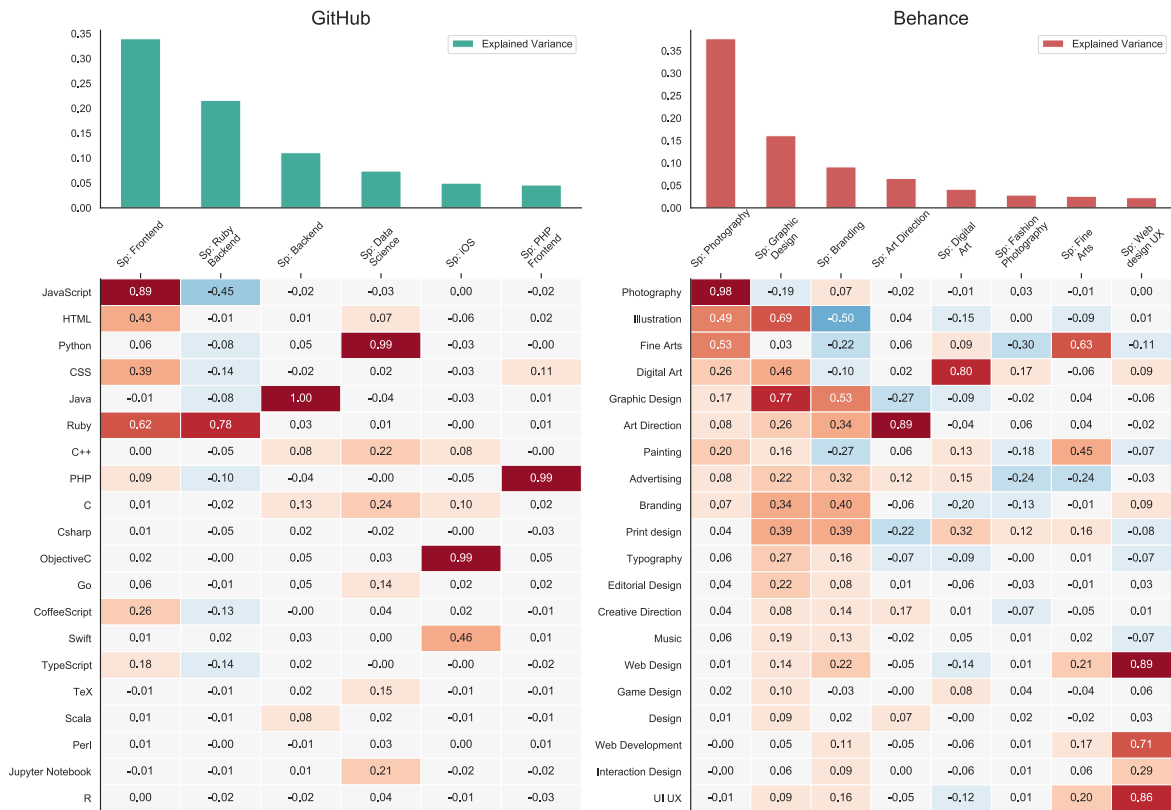 GitHub
Explained Variance
0.35
0.30
0.25
0.20
0.15
0.10
0.05
0.00
Sp: Frontend
Sp: Ruby
Backend
Sp: Backend
Sp: Data
Science
Sp: iOS
Sp: PHP
Frontend
JavaScript 0.89 -0.45 -0.02 -0.03 0.00 -0.02
HTML 0.43 -0.01 0.01 0.07 -0.06 0.02
Python 0.06 -0.08 0.05 0.99 -0.03 -0.00
CSS 0.39 -0.14 -0.02 0.02 -0.03 0.11
Java -0.01 -0.08 1.00 -0.04 -0.03 0.01
Ruby 0.62 0.78 0.03 0.01 -0.00 0.01
C++ 0.00 -0.05 0.08 0.22 0.08 -0.00
PHP 0.09 -0.10 -0.04 -0.00 -0.05 0.99
C 0.01 -0.02 0.13 0.24 0.10 -0.00
Csharp 0.01 -0.05 0.02 -0.02 -0.00 -0.03
ObjectiveC 0.02 -0.00 0.05 0.03 0.99 0.05
Go 0.06 -0.01 0.05 0.14 0.02 0.02
CoffeeScript 0.26 -0.13 -0.00 0.04 0.02 -0.01
Swift 0.01 0.02 0.03 0.00 0.46 0.01
TypeScript 0.18 -0.14 0.02 -0.00 -0.00 -0.02
TeX -0.01 -0.01 0.02 0.15 -0.01 -0.01
Scala 0.01 -0.01 0.08 0.02 -0.01 -0.01
Perl 0.01 -0.00 -0.01 0.03 0.00 0.01
Jupyter Notebook -0.01 -0.01 0.01 0.21 -0.02 -0.02
R 0.00 -0.02 -0.02 0.04 -0.01 -0.03
Behance
Explained Variance
0.35
0.30
0.25
0.20
0.15
0.10
0.05
0.00
Sp: Photography
Sp: Graphic
Design
Sp: Branding
Sp: Art Direction
Sp: Digital
Art
Sp: Fashion
Photography
Sp: Fine
Arts
Sp: Web
design UX
Photography 0.98 -0.19 0.07 -0.02 -0.01 0.03 -0.01 0.00
Illustration 0.49 0.69 -0.50 0.04 -0.15 0.00 -0.09 0.01
Fine Arts 0.53 0.03 -0.22 0.06 0.09 -0.30 0.63 -0.11
Digital Art 0.26 0.46 -0.10 0.02 0.80 0.17 -0.06 0.09
Graphic Design 0.17 0.77 0.53 -0.27 -0.09 -0.02 0.04 -0.06
Art Direction 0.08 0.26 0.34 0.89 -0.04 0.06 0.04 -0.02
Painting 0.20 0.16 -0.27 0.06 0.13 -0.18 0.45 -0.07
Advertising 0.08 0.22 0.32 0.12 0.15 -0.24 -0.24 -0.03
Branding 0.07 0.34 0.40 -0.06 -0.20 -0.13 -0.01 0.09
Print design 0.04 0.39 0.39 -0.22 0.32 0.12 0.16 -0.08
Typography 0.06 0.27 0.16 -0.07 -0.09 -0.00 0.01 -0.07
Editorial Design 0.04 0.22 0.08 0.01 -0.06 -0.03 -0.01 0.03
Creative Direction 0.04 0.08 0.14 0.17 0.01 -0.07 -0.05 0.01
Music 0.06 0.19 0.13 -0.02 0.05 0.01 0.02 -0.07
Web Design 0.01 0.14 0.22 -0.05 -0.14 0.01 0.21 0.89
Game Design 0.02 0.10 -0.03 -0.00 0.08 0.04 -0.04 0.06
Design 0.01 0.09 0.02 0.07 -0.00 0.02 -0.02 0.03
Web Development -0.00 0.05 0.11 -0.05 -0.06 0.01 0.17 0.71
Interaction Design -0.00 0.06 0.09 0.00 -0.04 0.01 0.06 0.29
UI UX -0.01 0.09 0.16 -0.05 -0.12 0.01 0.20 0.86